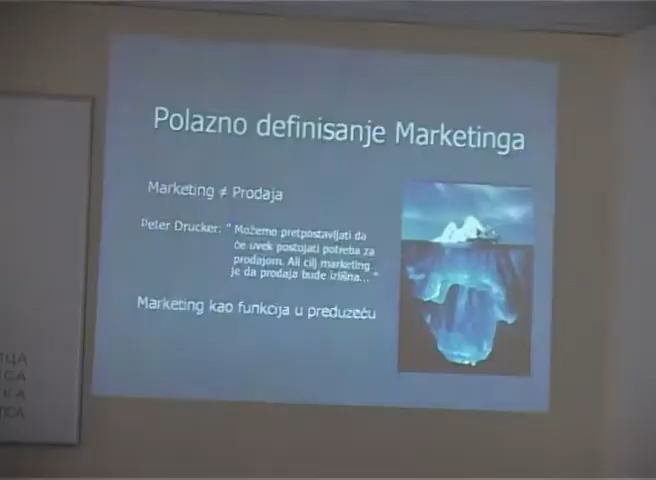 Polazno definisanje Marketinga
Marketing ≠ Prodaja
Peter Drucker: " Možemo pretpostavljati da
će uvek postojati potreba za
prodajom. Ali cilj marketing
je da prodaja bude izlišna... "
Marketing kao funkcija u preduzeću